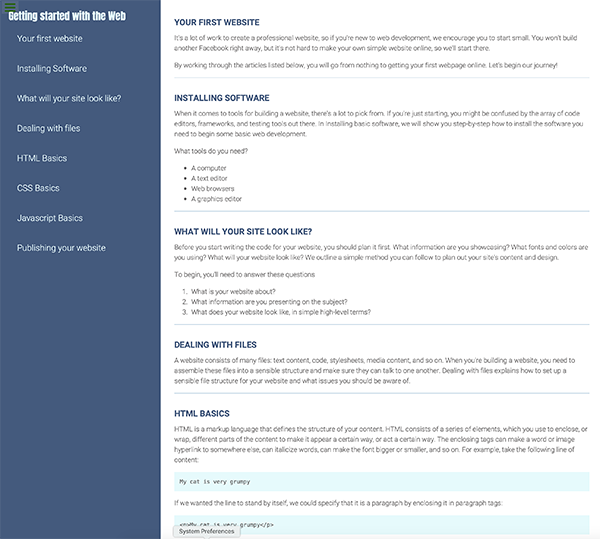 Getting started with the Web
Your first website
Installing Software
What will your site look like?
Dealing with files
HTML Basics
CSS Basics
Javascript Basics
Publishing your website
YOUR FIRST WEBSITE
It's a lot of work to create a professional website, so if you're new to web development, we encourage you to start small. You won't build
another Facebook right away, but it's not hard to make your own simple website online, so we'll start there.
By working through the articles listed below, you will go from nothing to getting your first webpage online. Let's begin our journey!
INSTALLING SOFTWARE
When it comes to tools for building a website, there's a lot to pick from. If you're just starting, you might be confused by the array of code
editors, frameworks, and testing tools out there. In Installing basic software, we will show you step-by-step how to install the software you
need to begin some basic web development.
What tools do you need?
• A computer
• A text editor
• Web browsers
• A graphics editor
WHAT WILL YOUR SITE LOOK LIKE?
Before you start writing the code for your website, you should plan it first. What information are you showcasing? What fonts and colors are
you using? What will your website look like? We outline a simple method you can follow to plan out your site's content and design.
To begin, you'll need to answer these questions
1. What is your website about?
2. What information are you presenting on the subject?
3. What does your website look like, in simple high-level terms?
DEALING WITH FILES
A website consists of many files: text content, code, stylesheets, media content, and so on. When you're building a website, you need to
assemble these files into a sensible structure and make sure they can talk to one another. Dealing with files explains how to set up a
sensible file structure for your website and what issues you should be aware of.
HTML BASICS
HTML is a markup language that defines the structure of your content. HTML consists of a series of elements, which you use to enclose, or
wrap, different parts of the content to make it appear a certain way, or act a certain way. The enclosing tags can make a word or image
hyperlink to somewhere else, can italicize words, can make the font bigger or smaller, and so on. For example, take the following line of
content:
My cat is very grumpy
If we wanted the line to stand by itself, we could specify that it is a paragraph by enclosing it in paragraph tags:
<p>My cat is very grumpy</p>
System Preferences